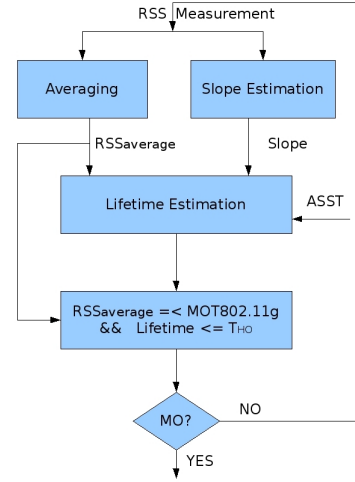 RSS Measurement
Averaging
Slope Estimation
RSSaverage
Slope
Lifetime Estimation
ASST
RSSaverage =< MOT802.11g
&& Lifetime <= THO
MO?
NO
YES